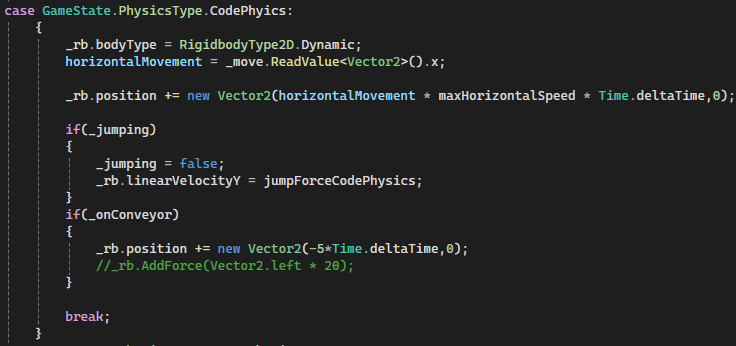 case GameState.PhysicsType.CodePhyics:
{
_rb.bodyType = RigidbodyType2D.Dynamic;
horizontalMovement = _move.ReadValue<Vector2>().x;
_rb.position += new Vector2(horizontalMovement * maxHorizontalSpeed * Time.deltaTime,0);
if(_jumping)
{
_jumping = false;
_rb.linearVelocityY = jumpForceCodePhysics;
}
if(_onConveyor)
{
_rb.position += new Vector2(-5*Time.deltaTime,0);
//_rb.AddForce(Vector2.left * 20);
}
break;
}